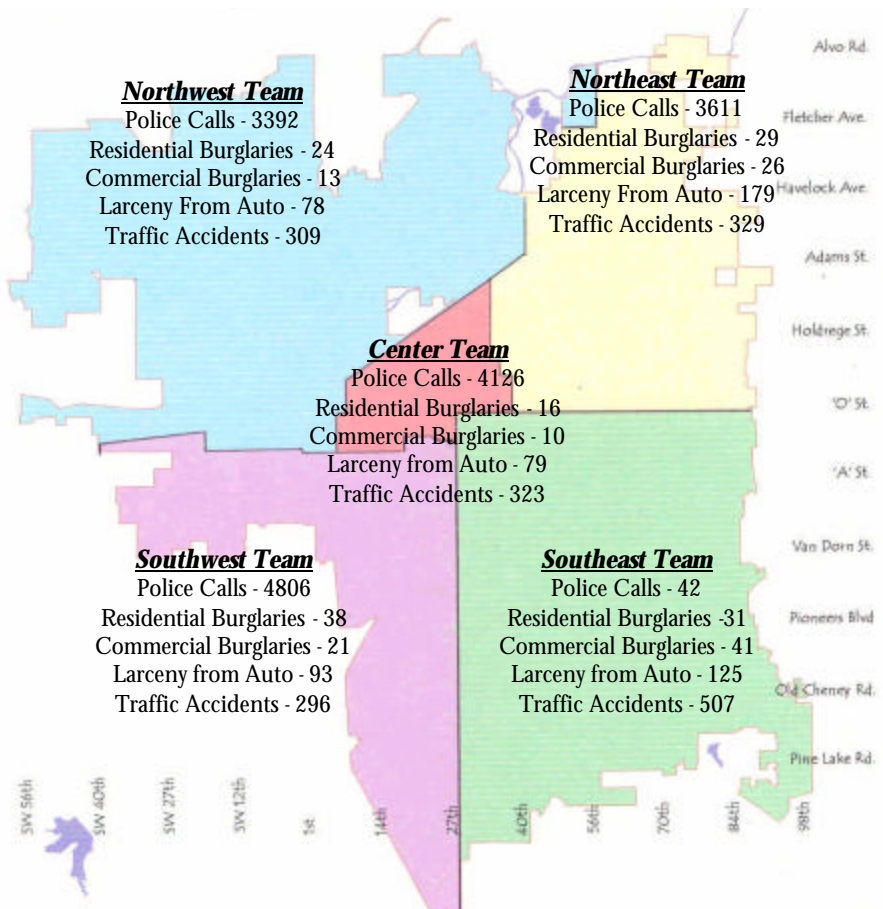 Northwest Team
Police Calls - 3392
Residential Burglaries - 24
Commercial Burglaries - 13
Larceny From Auto - 78
Traffic Accidents - 309
Northeast Team
Police Calls - 3611
Residential Burglaries - 29
Commercial Burglaries - 26
Larceny From Auto - 179
Traffic Accidents - 329
Center Team
Police Calls - 4126
Residential Burglaries - 16
Commercial Burglaries - 10
Larceny from Auto - 79
Traffic Accidents - 323
Southwest Team
Police Calls - 4806
Residential Burglaries - 38
Commercial Burglaries - 21
Larceny from Auto - 93
Traffic Accidents - 296
Southeast Team
Police Calls - 42
Residential Burglaries -31
Commercial Burglaries - 41
Larceny from Auto - 125
Traffic Accidents - 507
Alvo Rd.
Fletcher Ave.
Havelock Ave.
Adams St.
Holdrege St.
'O' St.
'A' St.
Van Dorn St.
Pioneers Blvd
Old Cheney Rd.
Pine Lake Rd.
SW 56th
SW 40th
SW 27th
SW 12th
1st
14th
27th
40th
56th
70th
84th
98th